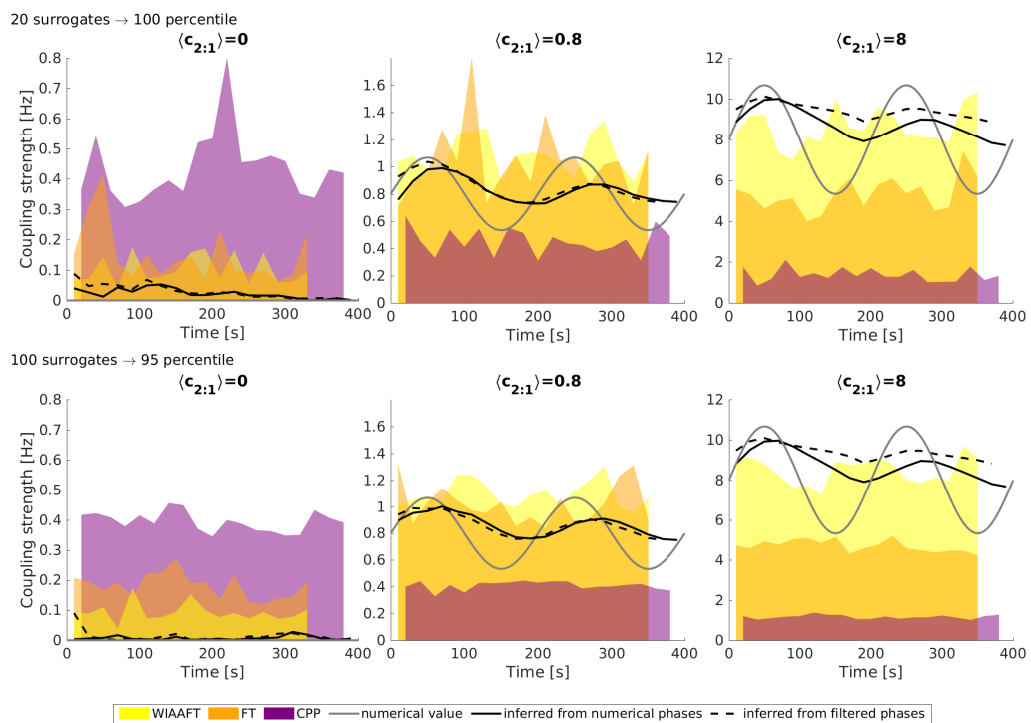 20 surrogates → 100 percentile
⟨c2:1⟩=0
⟨c2:1⟩=0.8
⟨c2:1⟩=8
Coupling strength [Hz]
0.8
0.7
0.6
0.5
0.4
0.3
0.2
0.1
0
0 100 200 300 400
Time [s]
1.6
1.4
1.2
1
0.8
0.6
0.4
0.2
0
0 100 200 300 400
Time [s]
12
10
8
6
4
2
0
0 100 200 300 400
Time [s]
100 surrogates → 95 percentile
⟨c2:1⟩=0
⟨c2:1⟩=0.8
⟨c2:1⟩=8
Coupling strength [Hz]
0.8
0.7
0.6
0.5
0.4
0.3
0.2
0.1
0
0 100 200 300 400
Time [s]
1.6
1.4
1.2
1
0.8
0.6
0.4
0.2
0
0 100 200 300 400
Time [s]
12
10
8
6
4
2
0
0 100 200 300 400
Time [s]
WIAAFT FT CPP numerical value inferred from numerical phases inferred from filtered phases